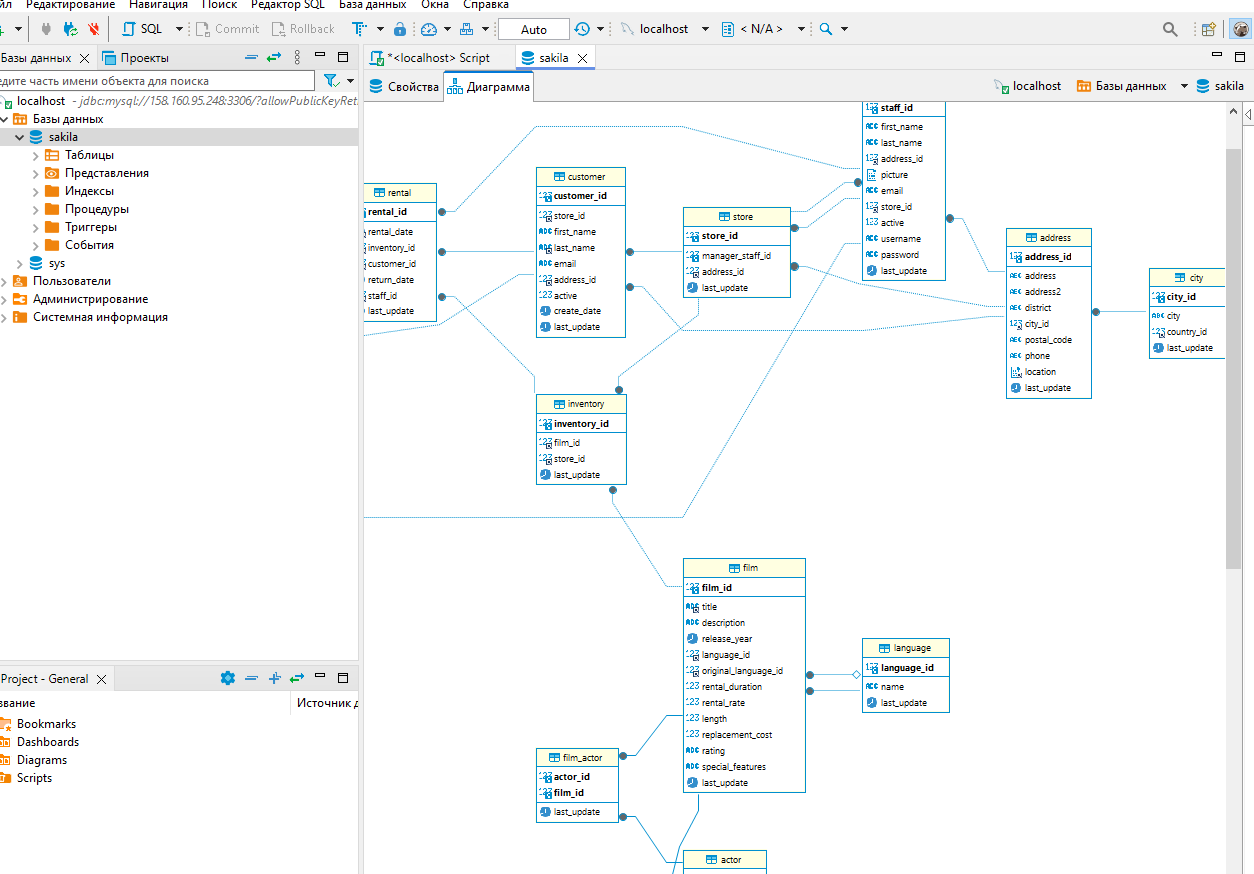 йл Редактирование Навигация Поиск Редактор SQL База данных Окна Справка
SQL Commit Rollback Auto localhost < N/A >
Базы данных Проекты
едите часть имени объекта для поиска
localhost - jdbc:mysql://158.160.95.248:3306/?allowPublicKeyRet
Базы данных
sakila
Таблицы
Представления
Индексы
Процедуры
Триггеры
События
sys
Пользователи
Администрирование
Системная информация
Project - General
звание Источник д
Bookmarks
Dashboards
Diagrams
Scripts
*<localhost> Script sakila
Свойства Диаграмма localhost Базы данных sakila
rental
rental_id
rental_date
inventory_id
customer_id
return_date
staff_id
last_update
customer
customer_id
store_id
first_name
last_name
email
address_id
active
create_date
last_update
store
store_id
manager_staff_id
address_id
last_update
staff_id
first_name
last_name
address_id
picture
email
store_id
active
username
password
last_update
address
address_id
address
address2
district
city_id
postal_code
phone
location
last_update
city
city_id
city
country_id
last_update
inventory
inventory_id
film_id
store_id
last_update
film
film_id
title
description
release_year
language_id
original_language_id
rental_duration
rental_rate
length
replacement_cost
rating
special_features
last_update
language
language_id
name
last_update
film_actor
actor_id
film_id
last_update
actor